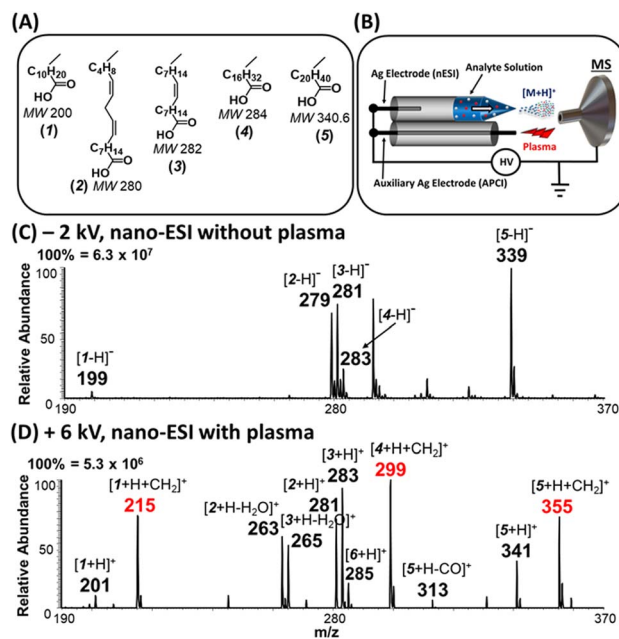 (A)
C₁₀H₂₀
O
HO
MW 200
(1)
C₄H₈
C₇H₁₄
O
HO
(2) MW 280
C₇H₁₄
C₇H₁₄
O
HO
MW 282
(3)
C₁₆H₃₂
O
HO
MW 284
(4)
C₂₀H₄₀
O
HO
MW 340.6
(5)
(B)
Ag Electrode (nESI)
Analyte Solution
MS
[M+H]⁺
Plasma
HV
Auxiliary Ag Electrode (APCI)
(C) – 2 kV, nano-ESI without plasma
100% = 6.3 x 10⁷
Relative Abundance
100
50
0
[1-H]⁻
199
[2-H]⁻
279
[3-H]⁻
281
[4-H]⁻
283
[5-H]⁻
339
190
280
370
(D) + 6 kV, nano-ESI with plasma
100% = 5.3 x 10⁶
Relative Abundance
100
50
0
[1+H]⁺
201
[1+H+CH₂]⁺
215
[2+H-H₂O]⁺
263
[3+H-H₂O]⁺
265
[2+H]⁺
281
[3+H]⁺
283
[6+H]⁺
285
[4+H+CH₂]⁺
299
[5+H-CO]⁺
313
[5+H]⁺
341
[5+H+CH₂]⁺
355
190
280
370
m/z